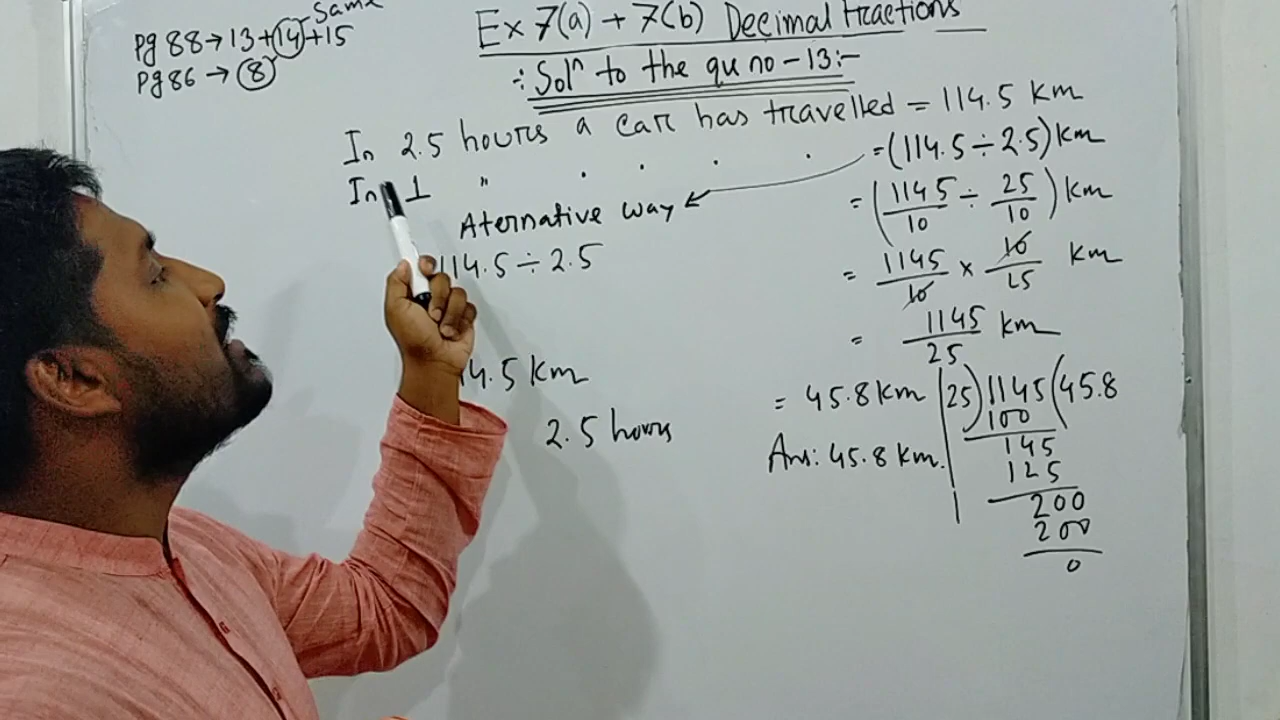 Same
Pg 88 → 13 + 14 + 15
Pg 86 → 8
Ex 7(a) + 7(b) Decimal fractions
∴ Solⁿ to the qu no - 13:-
In 2.5 hours a car has travelled = 114.5 km
In 1 " . . . . = (114.5 ÷ 2.5) km
Aternative way
= (1145/10 ÷ 25/10) km
114.5 ÷ 2.5
= 1145/10 × 10/25 km
= 1145/25 km
4.5 km
2.5 hours
= 45.8 km
25) 1145 (45.8
100
145
125
200
200
0
Ans: 45.8 km.